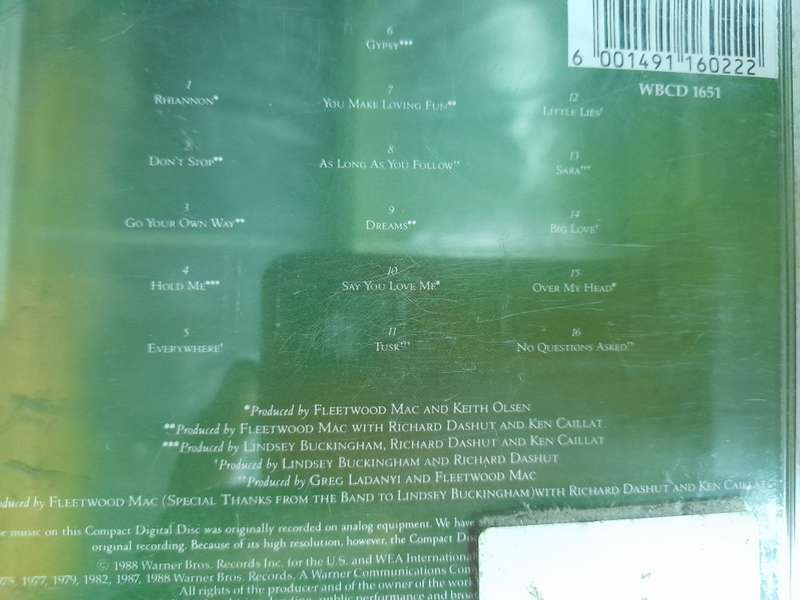 6 001491 160222
WBCD 1651
1
RHIANNON*
2
DON'T STOP**
3
GO YOUR OWN WAY**
4
HOLD ME***
5
EVERYWHERE†
6
GYPSY***
7
YOU MAKE LOVING FUN**
8
AS LONG AS YOU FOLLOW††
9
DREAMS**
10
SAY YOU LOVE ME*
11
TUSK†††
12
LITTLE LIES†
13
SARA†††
14
BIG LOVE†
15
OVER MY HEAD*
16
NO QUESTIONS ASKED††
*Produced by FLEETWOOD MAC AND KEITH OLSEN
**Produced by FLEETWOOD MAC WITH RICHARD DASHUT AND KEN CAILLAT
***Produced by LINDSEY BUCKINGHAM, RICHARD DASHUT AND KEN CAILLAT
†Produced by LINDSEY BUCKINGHAM AND RICHARD DASHUT
††Produced by GREG LADANYI AND FLEETWOOD MAC
oduced by FLEETWOOD MAC (SPECIAL THANKS FROM THE BAND TO LINDSEY BUCKINGHAM) WITH RICHARD DASHUT AND KEN CAILLAT
e music on this Compact Digital Disc was originally recorded on analog equipment. We have
original recording. Because of its high resolution, however, the Compact Disc
© 1988 Warner Bros. Records Inc. for the U.S. and WEA International
1977, 1979, 1982, 1987, 1988 Warner Bros. Records, A Warner Communications Com
All rights of the producer and of the owner of the wor
public performance and broa